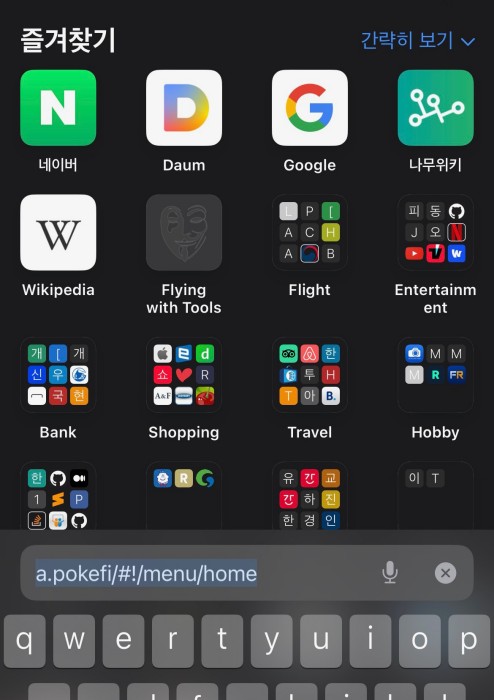 즐겨찾기
간략히 보기
N
D
G
네이버
Daum
Google
나무위키
W
L P [
A C H
A B
피 동
J 오 N
W
Wikipedia
Flying
with Tools
Flight
Entertainm
ent
개 [ 개
신 우
국 현
d
쇼 R
A&F
한
투 H
T 아 B.
M M
M R FR
Bank
Shopping
Travel
Hobby
한
1 S P
R
유 교
하 진
한 경 인
이 T
a.pokefi/#!/menu/home
q w e r t y u i o p